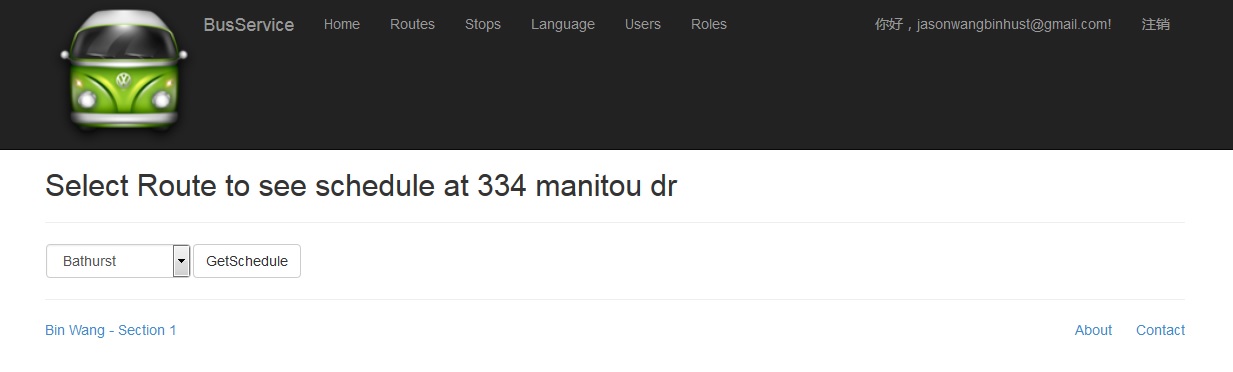 BusService Home Routes Stops Language Users Roles 你好，jasonwangbinhust@gmail.com! 注销
Select Route to see schedule at 334 manitou dr
Bathurst GetSchedule
Bin Wang - Section 1 About Contact